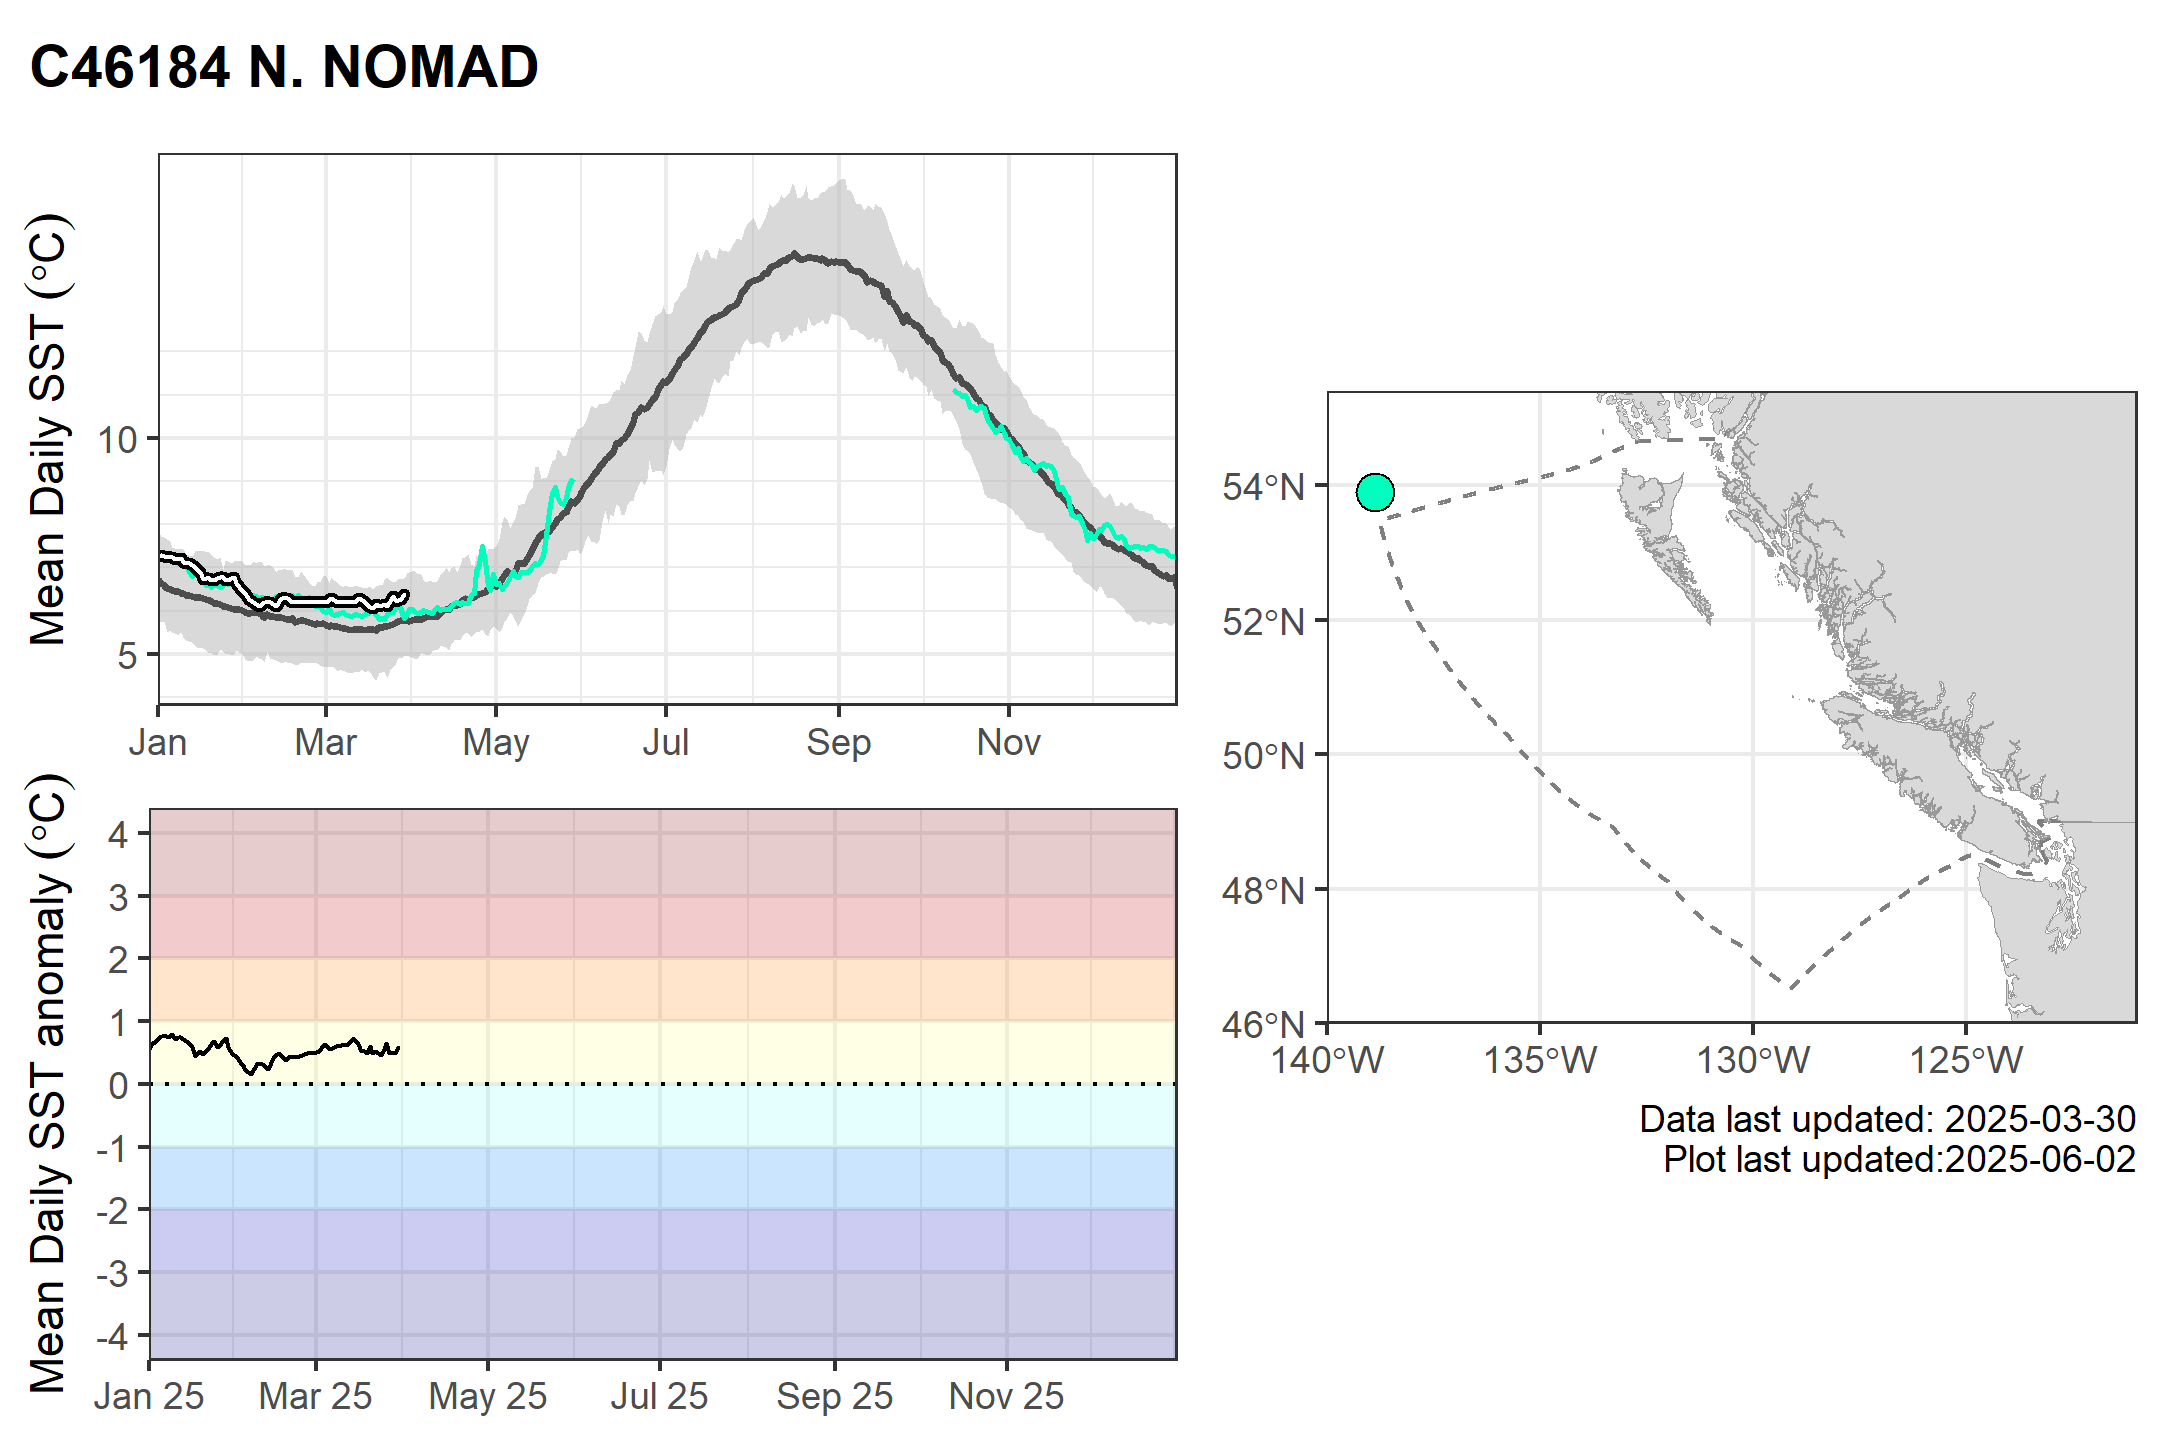 C46184 N. NOMAD
Mean Daily SST (°C)
10
5
Jan Mar May Jul Sep Nov
Mean Daily SST anomaly (°C)
4
3
2
1
0
-1
-2
-3
-4
Jan 25 Mar 25 May 25 Jul 25 Sep 25 Nov 25
54°N
52°N
50°N
48°N
46°N
140°W 135°W 130°W 125°W
Data last updated: 2025-03-30
Plot last updated:2025-06-02